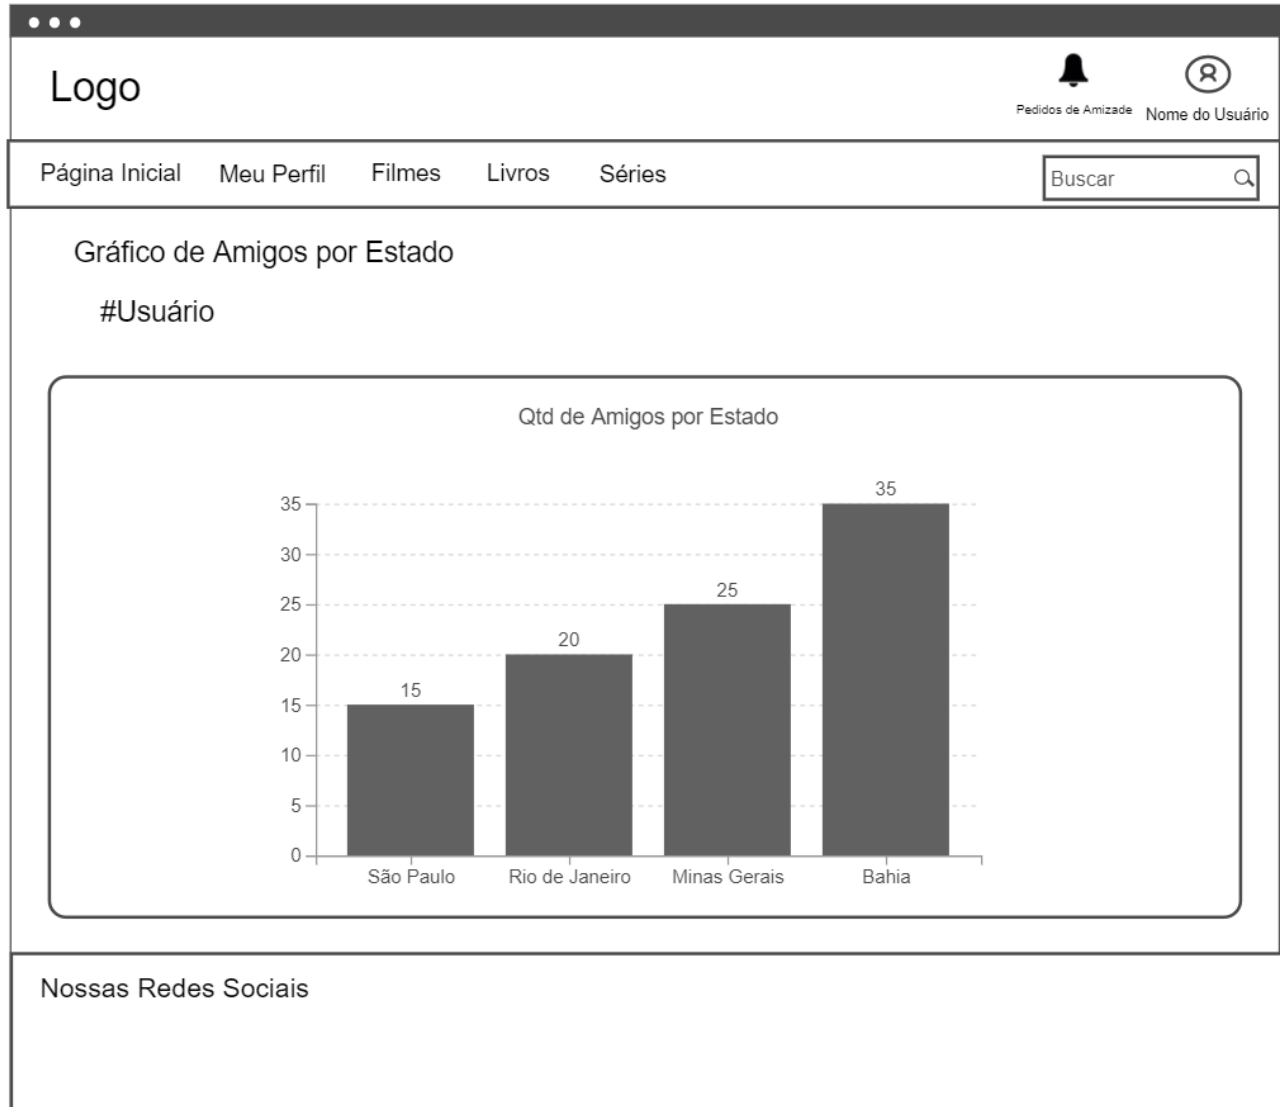 Logo
Pedidos de Amizade
Nome do Usuário
Página Inicial Meu Perfil Filmes Livros Séries
Buscar
Gráfico de Amigos por Estado
#Usuário
Qtd de Amigos por Estado
35
30
25
20
15
10
5
0
15
20
25
35
São Paulo Rio de Janeiro Minas Gerais Bahia
Nossas Redes Sociais